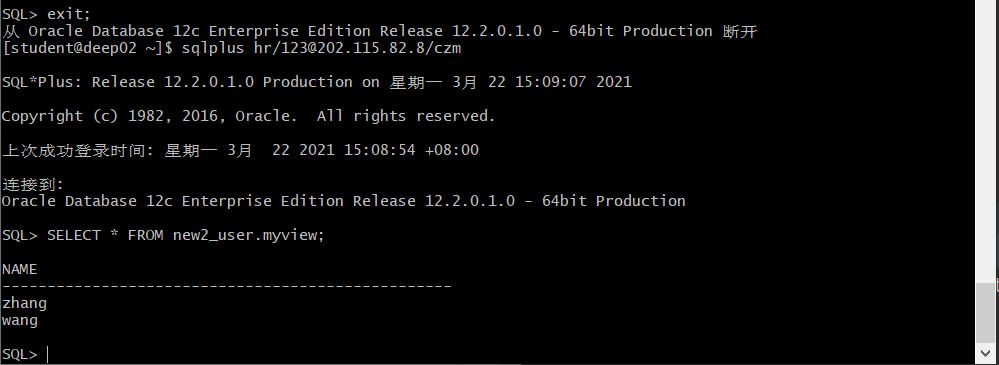 SQL> exit;
从 Oracle Database 12c Enterprise Edition Release 12.2.0.1.0 - 64bit Production 断开
[student@deep02 ~]$ sqlplus hr/123@202.115.82.8/czm
SQL*Plus: Release 12.2.0.1.0 Production on 星期一 3月 22 15:09:07 2021
Copyright (c) 1982, 2016, Oracle.  All rights reserved.
上次成功登录时间: 星期一 3月  22 2021 15:08:54 +08:00
连接到:
Oracle Database 12c Enterprise Edition Release 12.2.0.1.0 - 64bit Production
SQL> SELECT * FROM new2_user.myview;
NAME
--------------------------------------------------
zhang
wang
SQL>